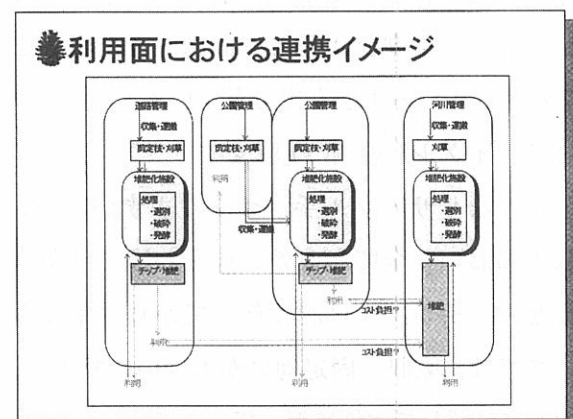 利用面における連携イメージ
道路管理
公園管理
公園管理
河川管理
収集・運搬
収集・運搬
収集・運搬
剪定枝・刈草
剪定枝・刈草
剪定枝・刈草
刈草
利用
堆肥化施設
堆肥化施設
堆肥化施設
処理
・選別
・破砕
・発酵
処理
・選別
・破砕
・発酵
処理
・選別
・破砕
・発酵
収集・運搬
チップ・堆肥
チップ・堆肥
堆肥
利用
コスト負担?
利用
コスト負担?
利用
利用
利用